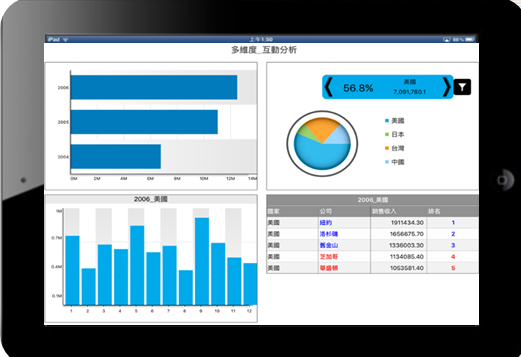 iPad
上午1:50
88%
多維度_互動分析
2006
2005
2004
0M 2M 4M 6M 8M 10M 12M 14M
56.8%
美國
7,091,780.1
美國
日本
台灣
中國
2006_美國
1M
0.7M
0.4M
0.1M
1 2 3 4 5 6 7 8 9 10 11 12
2006_美國
國家 公司 銷售收入 排名
美國 紐約 1911434.30 1
美國 洛杉磯 1656675.70 2
美國 舊金山 1336003.30 3
美國 芝加哥 1134085.40 4
美國 華盛頓 1053581.40 5